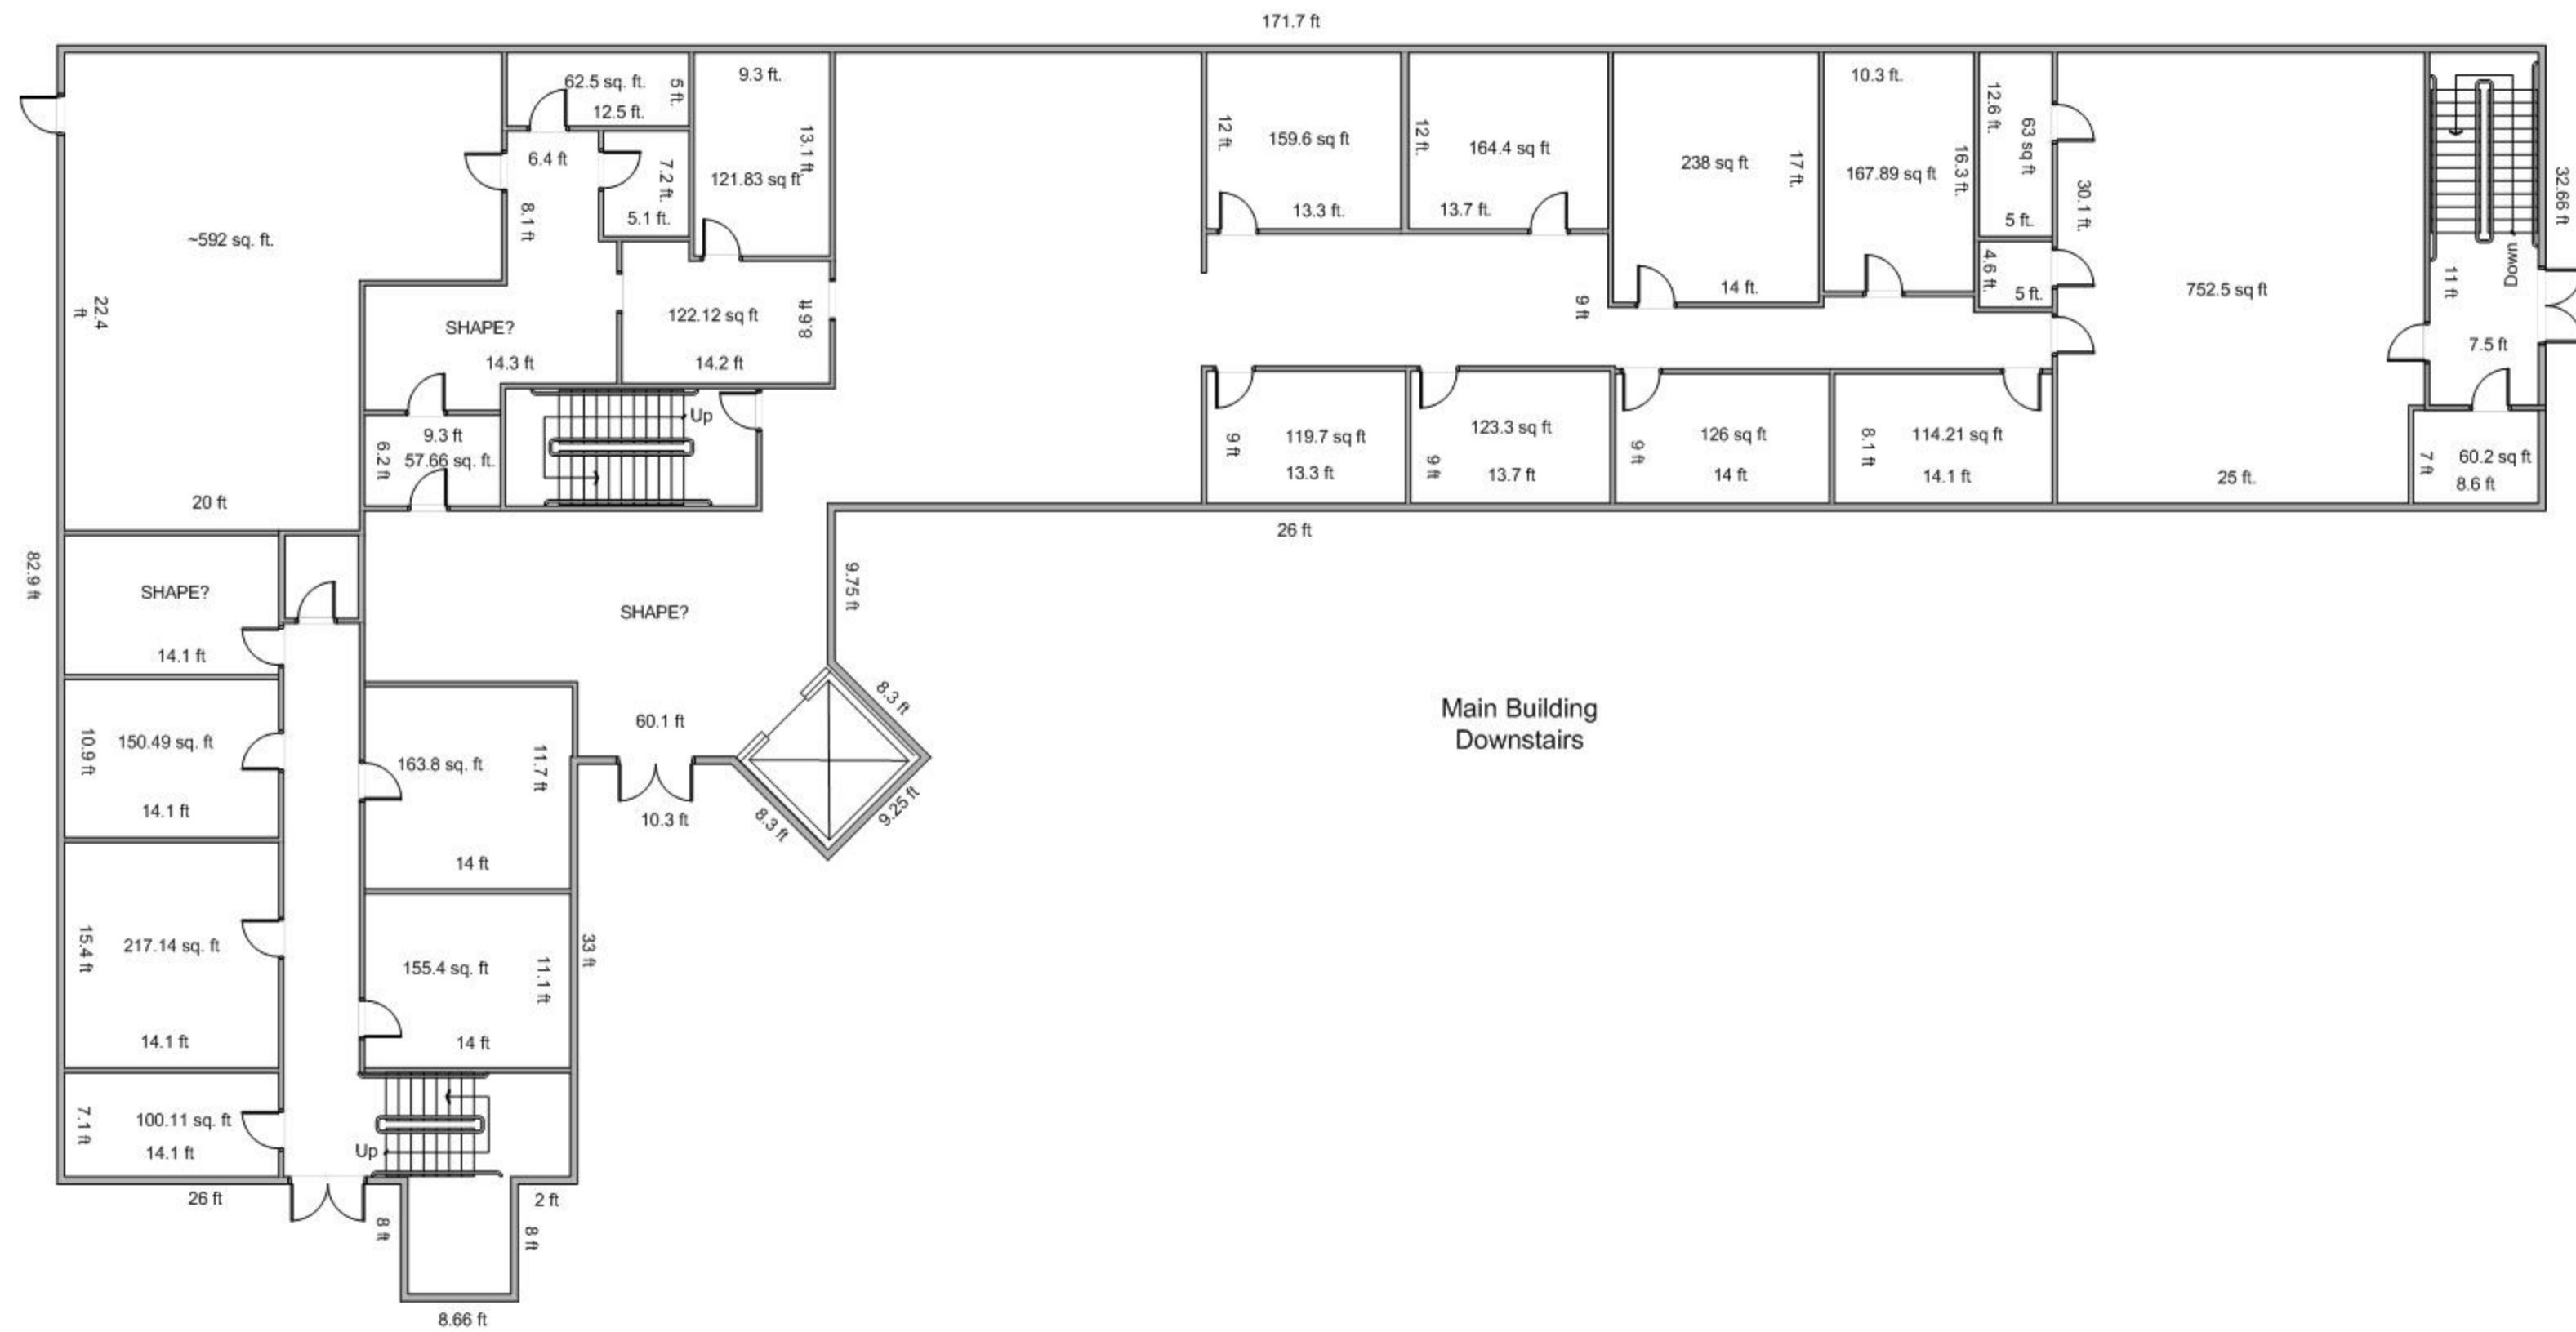 171.7 ft
62.5 sq. ft.
5 ft.
12.5 ft.
9.3 ft.
13.1 ft.
121.83 sq ft
6.4 ft
7.2 ft.
5.1 ft.
8.1 ft
~592 sq. ft.
22.4
ft
20 ft
SHAPE?
14.3 ft
122.12 sq ft
8.6 ft
14.2 ft
9.3 ft
6.2 ft
57.66 sq. ft.
Up
12 ft.
159.6 sq ft
13.3 ft.
12 ft.
164.4 sq ft
13.7 ft.
238 sq ft
17 ft.
14 ft.
10.3 ft.
167.89 sq ft
16.3 ft.
12.6 ft.
63 sq ft
5 ft.
4.6 ft.
5 ft.
30.1 ft.
752.5 sq ft
25 ft.
Down
11 ft
7.5 ft
32.66 ft
9 ft
9 ft
119.7 sq ft
13.3 ft
9 ft
123.3 sq ft
13.7 ft
9 ft
126 sq ft
14 ft
8.1 ft
114.21 sq ft
14.1 ft
7 ft
60.2 sq ft
8.6 ft
26 ft
82.9 ft
SHAPE?
14.1 ft
SHAPE?
9.75 ft
8.3 ft
60.1 ft
10.3 ft
8.3 ft
9.25 ft
Main Building
Downstairs
10.9 ft
150.49 sq. ft
14.1 ft
163.8 sq. ft
11.7 ft
14 ft
15.4 ft
217.14 sq. ft
14.1 ft
155.4 sq. ft
11.1 ft
14 ft
33 ft
7.1 ft
100.11 sq. ft
14.1 ft
Up
26 ft
2 ft
8 ft
8 ft
8.66 ft